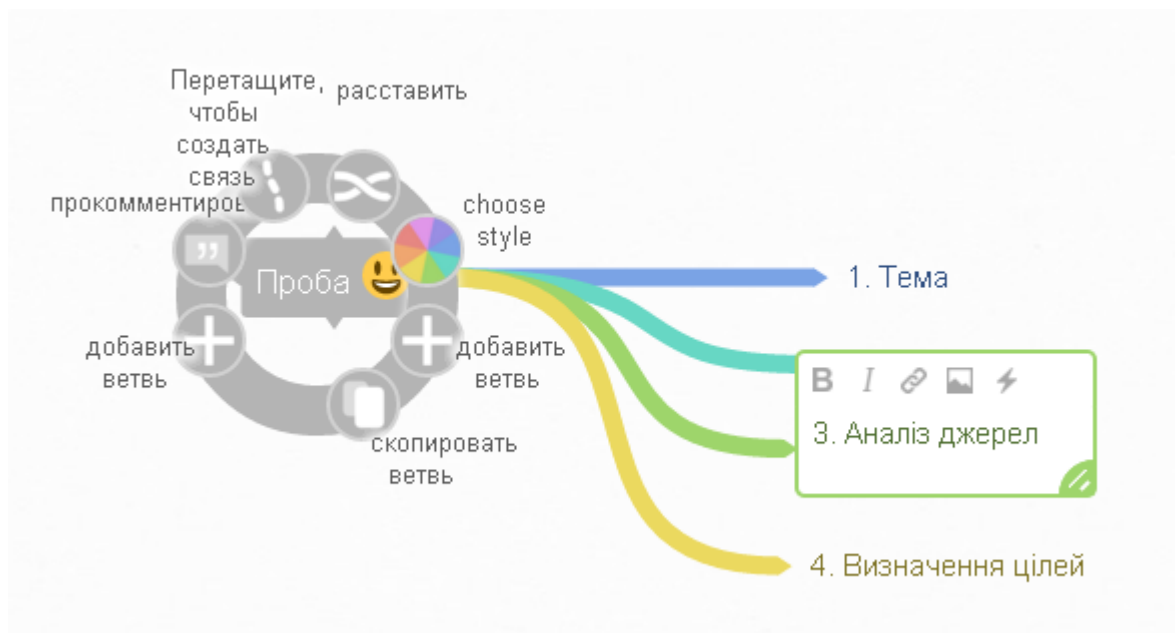 Перетащите,
чтобы
создать
связь
расставить
прокомментиров
choose
style
Проба
1. Тема
добавить
ветвь
добавить
ветвь
B I
3. Аналіз джерел
скопировать
ветвь
4. Визначення цілей